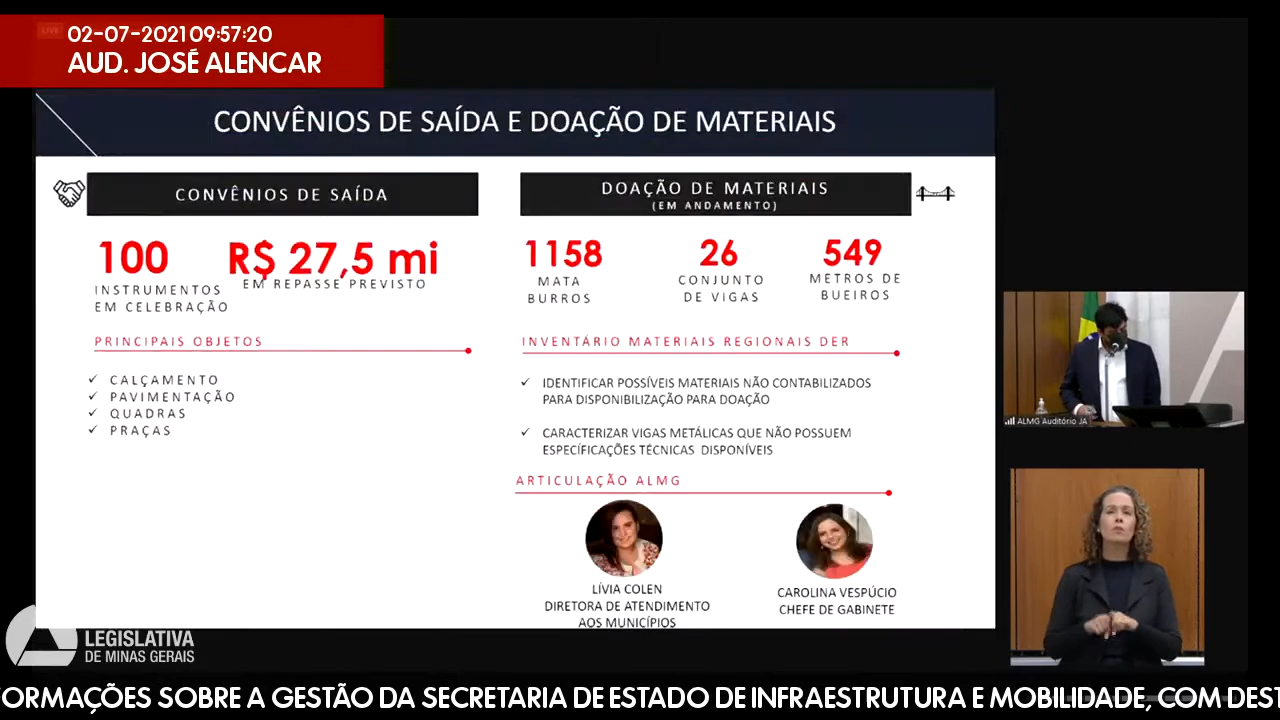 LIVE
02-07-2021 09:57:20
AUD. JOSÉ ALENCAR
CONVÊNIOS DE SAÍDA E DOAÇÃO DE MATERIAIS
CONVÊNIOS DE SAÍDA
100
INSTRUMENTOS
EM CELEBRAÇÃO
R$ 27,5 mi
EM REPASSE PREVISTO
PRINCIPAIS OBJETOS
✓ CALÇAMENTO
✓ PAVIMENTAÇÃO
✓ QUADRAS
✓ PRAÇAS
DOAÇÃO DE MATERIAIS
(EM ANDAMENTO)
1158
MATA
BURROS
26
CONJUNTO
DE VIGAS
549
METROS DE
BUEIROS
INVENTÁRIO MATERIAIS REGIONAIS DER
✓ IDENTIFICAR POSSÍVEIS MATERIAIS NÃO CONTABILIZADOS
PARA DISPONIBILIZAÇÃO PARA DOAÇÃO
✓ CARACTERIZAR VIGAS METÁLICAS QUE NÃO POSSUEM
ESPECÍFICAÇÕES TÉCNICAS DISPONÍVEIS
ARTICULAÇÃO ALMG
LÍVIA COLEN
DIRETORA DE ATENDIMENTO
AOS MUNICÍPIOS
CAROLINA VESPÚCIO
CHEFE DE GABINETE
ALMG Auditório JA
LEGISLATIVA
DE MINAS GERAIS
ORMAÇÕES SOBRE A GESTÃO DA SECRETARIA DE ESTADO DE INFRAESTRUTURA E MOBILIDADE, COM DEST